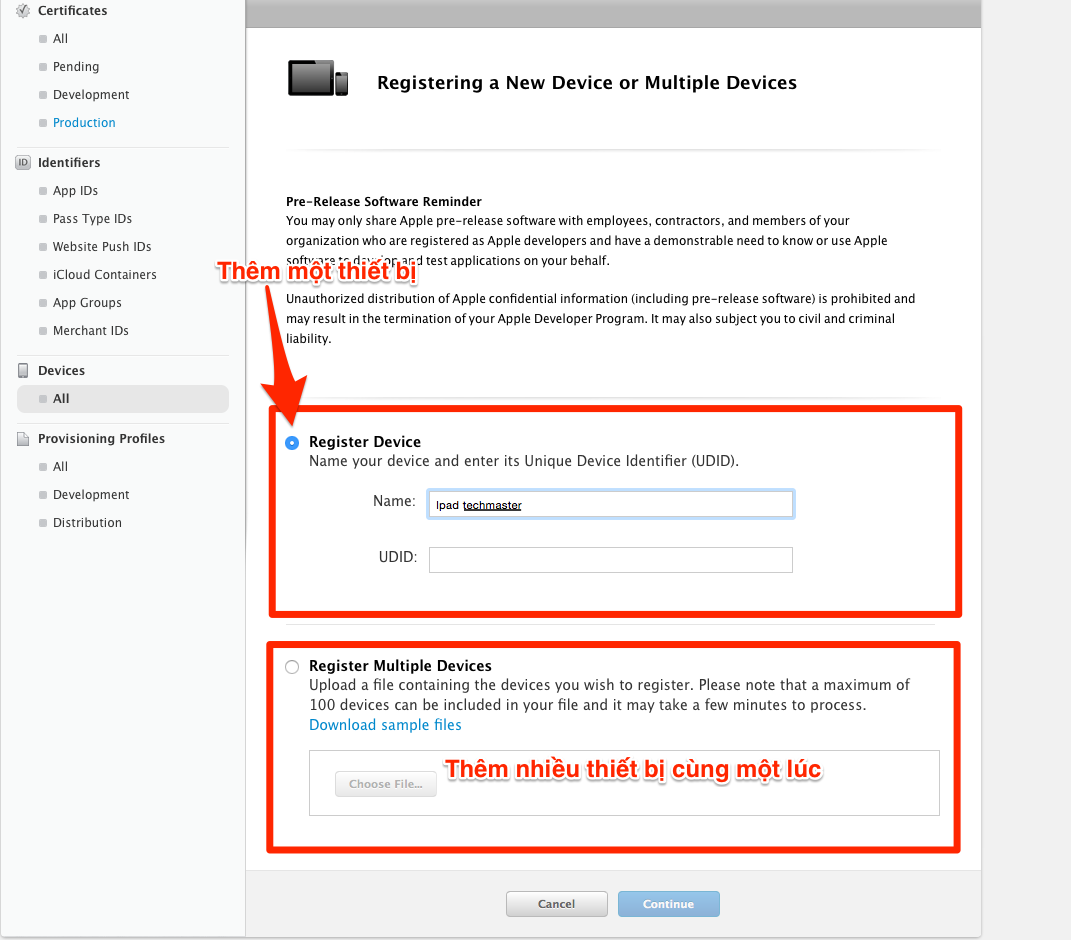 Certificates
All
Pending
Development
Production
ID Identifiers
App IDs
Pass Type IDs
Website Push IDs
iCloud Containers
App Groups
Merchant IDs
Devices
All
Provisioning Profiles
All
Development
Distribution
Registering a New Device or Multiple Devices
Pre-Release Software Reminder
You may only share Apple pre-release software with employees, contractors, and members of your
organization who are registered as Apple developers and have a demonstrable need to know or use Apple
software to develop and test applications on your behalf.
Thêm một thiết bị
Unauthorized distribution of Apple confidential information (including pre-release software) is prohibited and
may result in the termination of your Apple Developer Program. It may also subject you to civil and criminal
liability.
Register Device
Name your device and enter its Unique Device Identifier (UDID).
Name: Ipad techmaster
UDID:
Register Multiple Devices
Upload a file containing the devices you wish to register. Please note that a maximum of
100 devices can be included in your file and it may take a few minutes to process.
Download sample files
Thêm nhiều thiết bị cùng một lúc
Choose File...
Cancel Continue